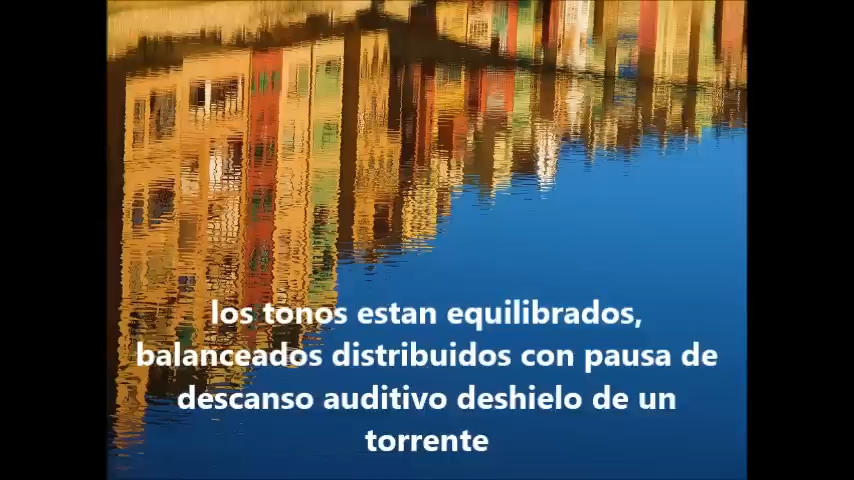 los tonos estan equilibrados,
balanceados distribuidos con pausa de
descanso auditivo deshielo de un
torrente